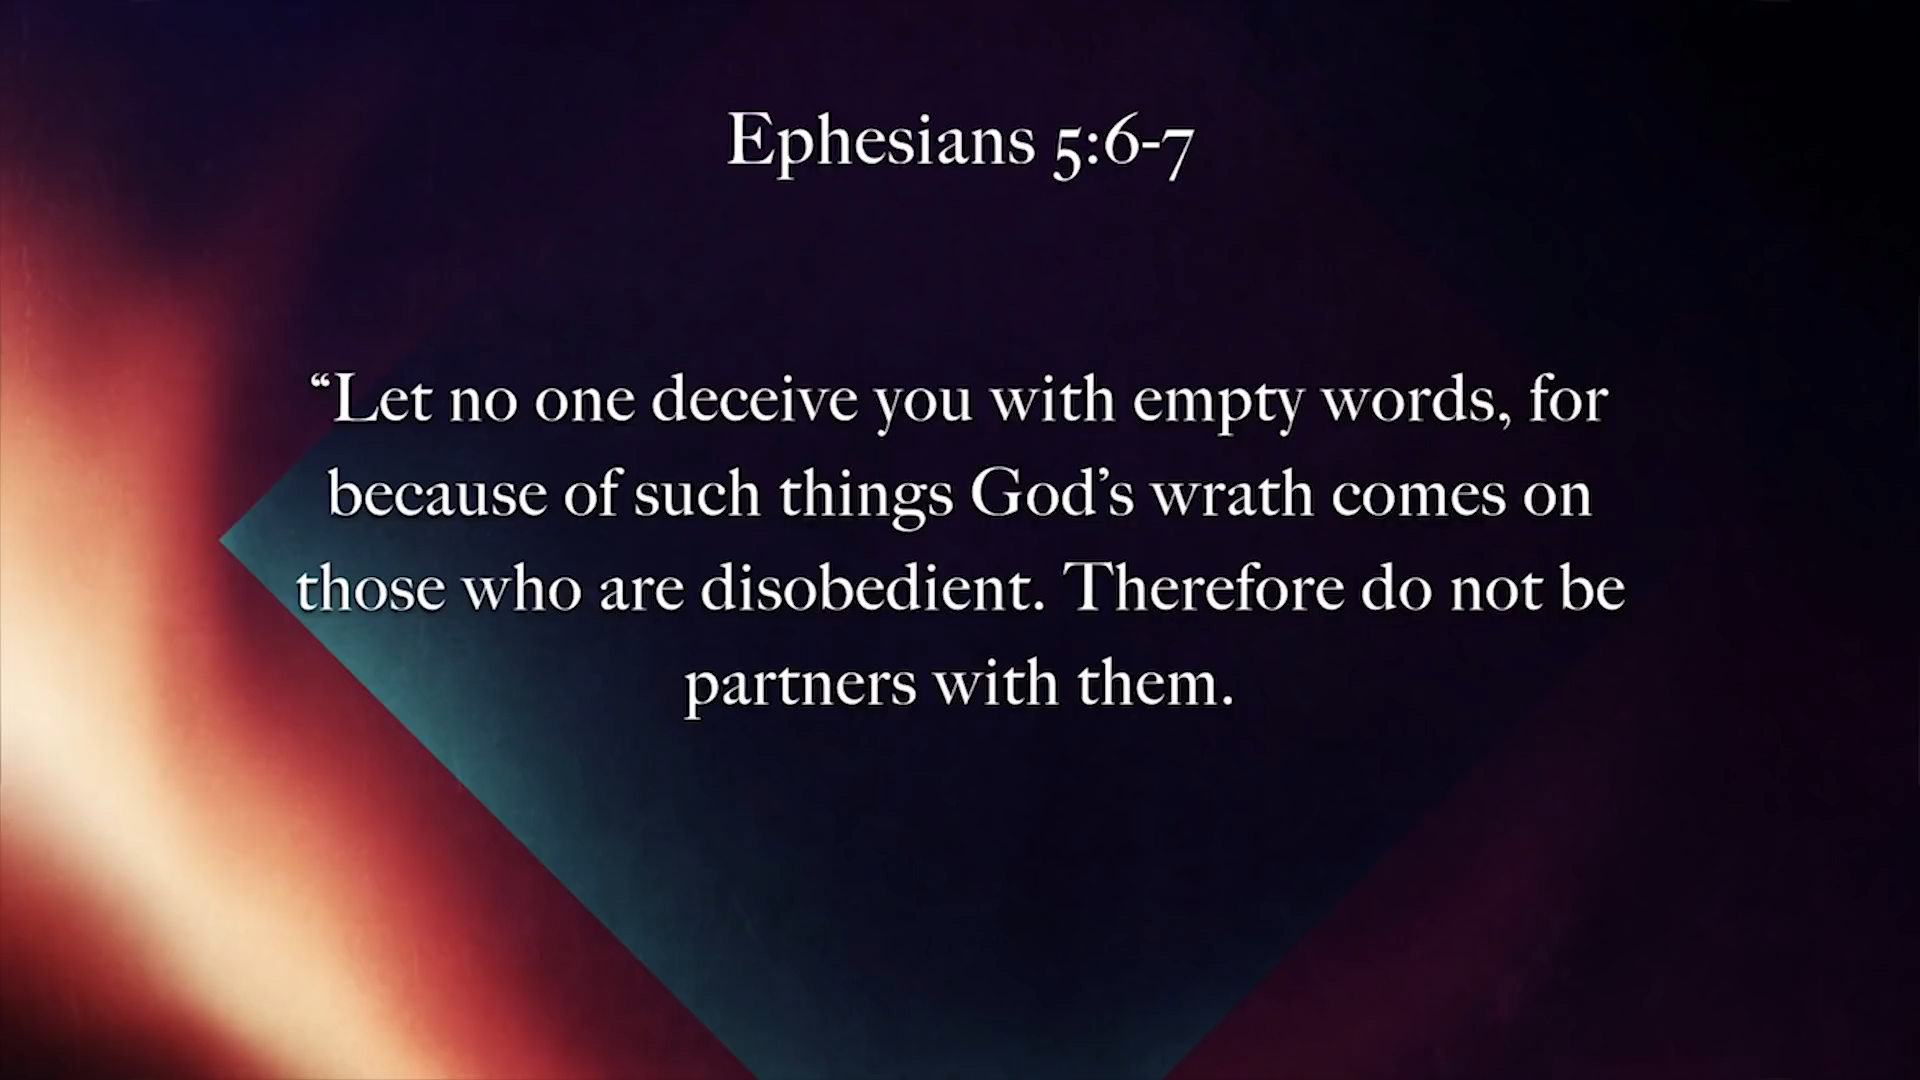 Ephesians 5:6-7
“Let no one deceive you with empty words, for
because of such things God’s wrath comes on
those who are disobedient. Therefore do not be
partners with them.